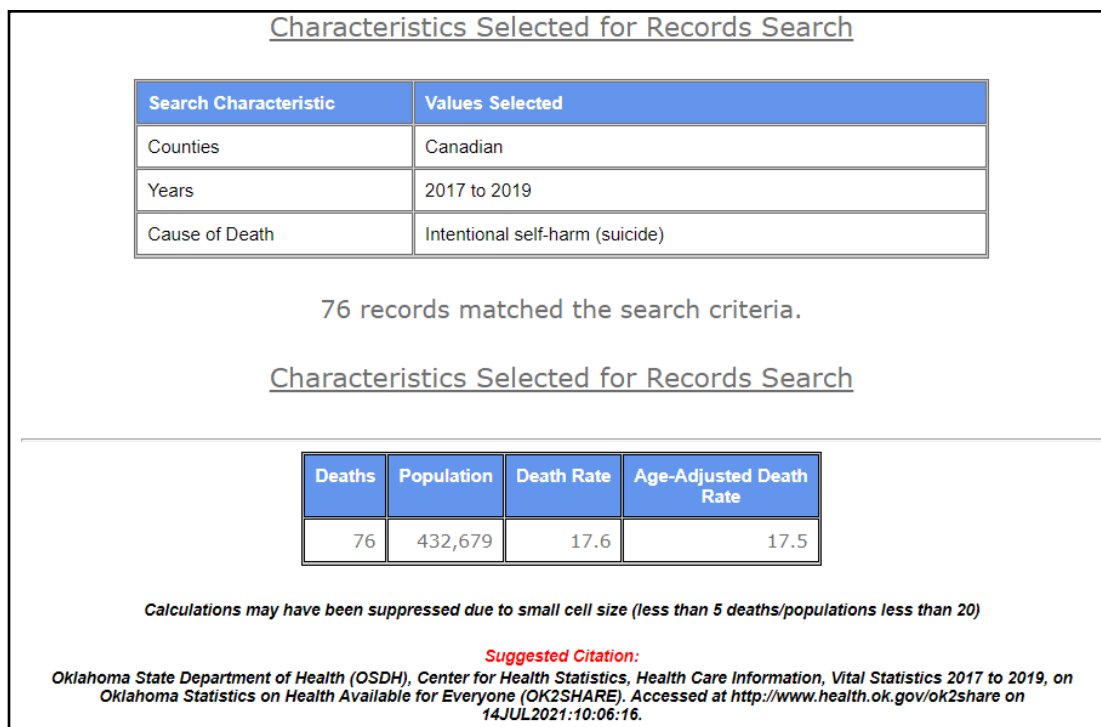 Characteristics Selected for Records Search
Search Characteristic Values Selected
Counties Canadian
Years 2017 to 2019
Cause of Death Intentional self-harm (suicide)
76 records matched the search criteria.
Characteristics Selected for Records Search
Deaths Population Death Rate Age-Adjusted Death
Rate
76 432,679 17.6 17.5
Calculations may have been suppressed due to small cell size (less than 5 deaths/populations less than 20)
Suggested Citation:
Oklahoma State Department of Health (OSDH), Center for Health Statistics, Health Care Information, Vital Statistics 2017 to 2019, on
Oklahoma Statistics on Health Available for Everyone (OK2SHARE). Accessed at http://www.health.ok.gov/ok2share on
14JUL2021:10:06:16.